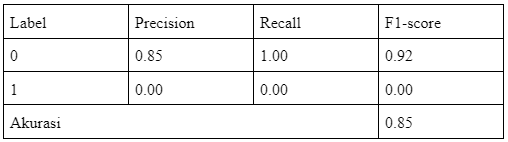 Label Precision Recall F1-score
0 0.85 1.00 0.92
1 0.00 0.00 0.00
Akurasi 0.85